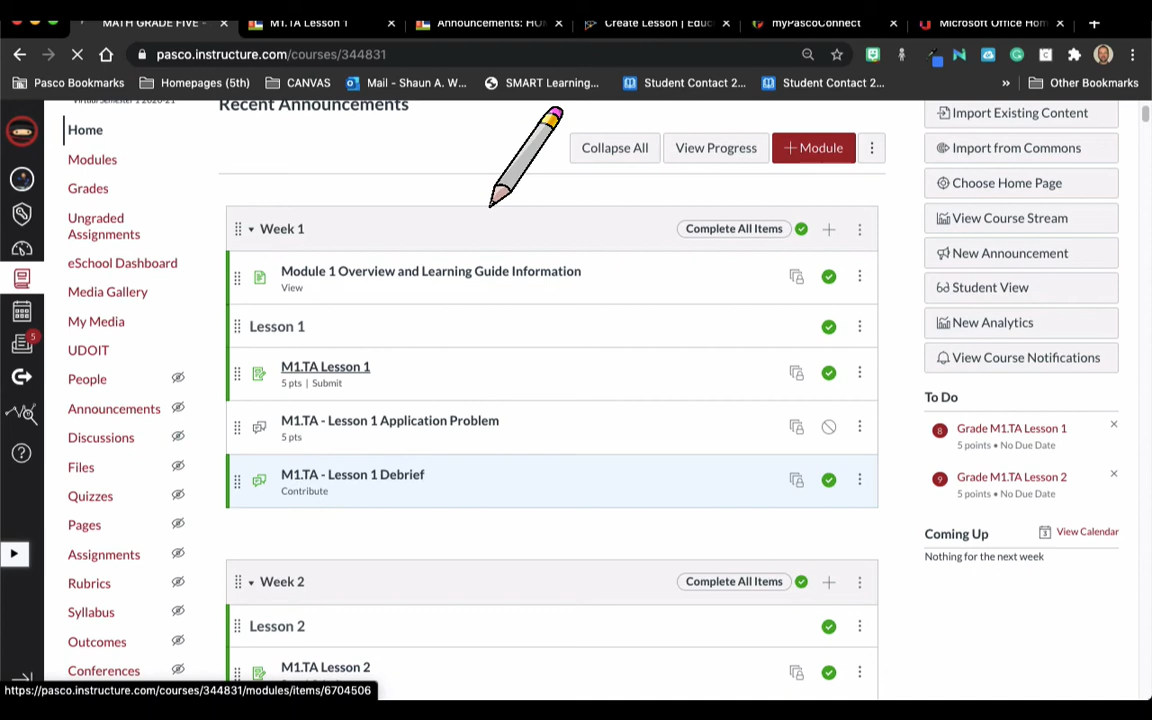 MATH GRADE FIVE -
M1.TA Lesson 1
Announcements: HO
Create Lesson | Educ
myPascoConnect
Microsoft Office Hom
pasco.instructure.com/courses/344831
Pasco Bookmarks
Homepages (5th)
CANVAS
Mail - Shaun A. W...
SMART Learning...
Student Contact 2...
Student Contact 2...
»
Other Bookmarks
Virtual Semester 1 2020-21
Home
Modules
Grades
Ungraded
Assignments
eSchool Dashboard
Media Gallery
My Media
UDOIT
People
Announcements
Discussions
Files
Quizzes
Pages
Assignments
Rubrics
Syllabus
Outcomes
Conferences
5
Recent Announcements
Collapse All
View Progress
+ Module
Week 1
Complete All Items
Module 1 Overview and Learning Guide Information
View
Lesson 1
M1.TA Lesson 1
5 pts | Submit
M1.TA - Lesson 1 Application Problem
5 pts
M1.TA - Lesson 1 Debrief
Contribute
Week 2
Complete All Items
Lesson 2
M1.TA Lesson 2
Import Existing Content
Import from Commons
Choose Home Page
View Course Stream
New Announcement
Student View
New Analytics
View Course Notifications
To Do
8 Grade M1.TA Lesson 1
5 points • No Due Date
9 Grade M1.TA Lesson 2
5 points • No Due Date
Coming Up
3 View Calendar
Nothing for the next week
https://pasco.instructure.com/courses/344831/modules/items/6704506